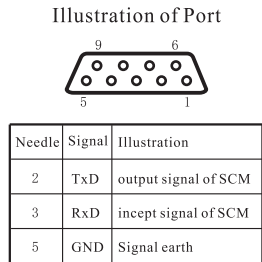 Illustration of Port
9 6
5 1
Needle Signal Illustration
2 TxD output signal of SCM
3 RxD incept signal of SCM
5 GND Signal earth